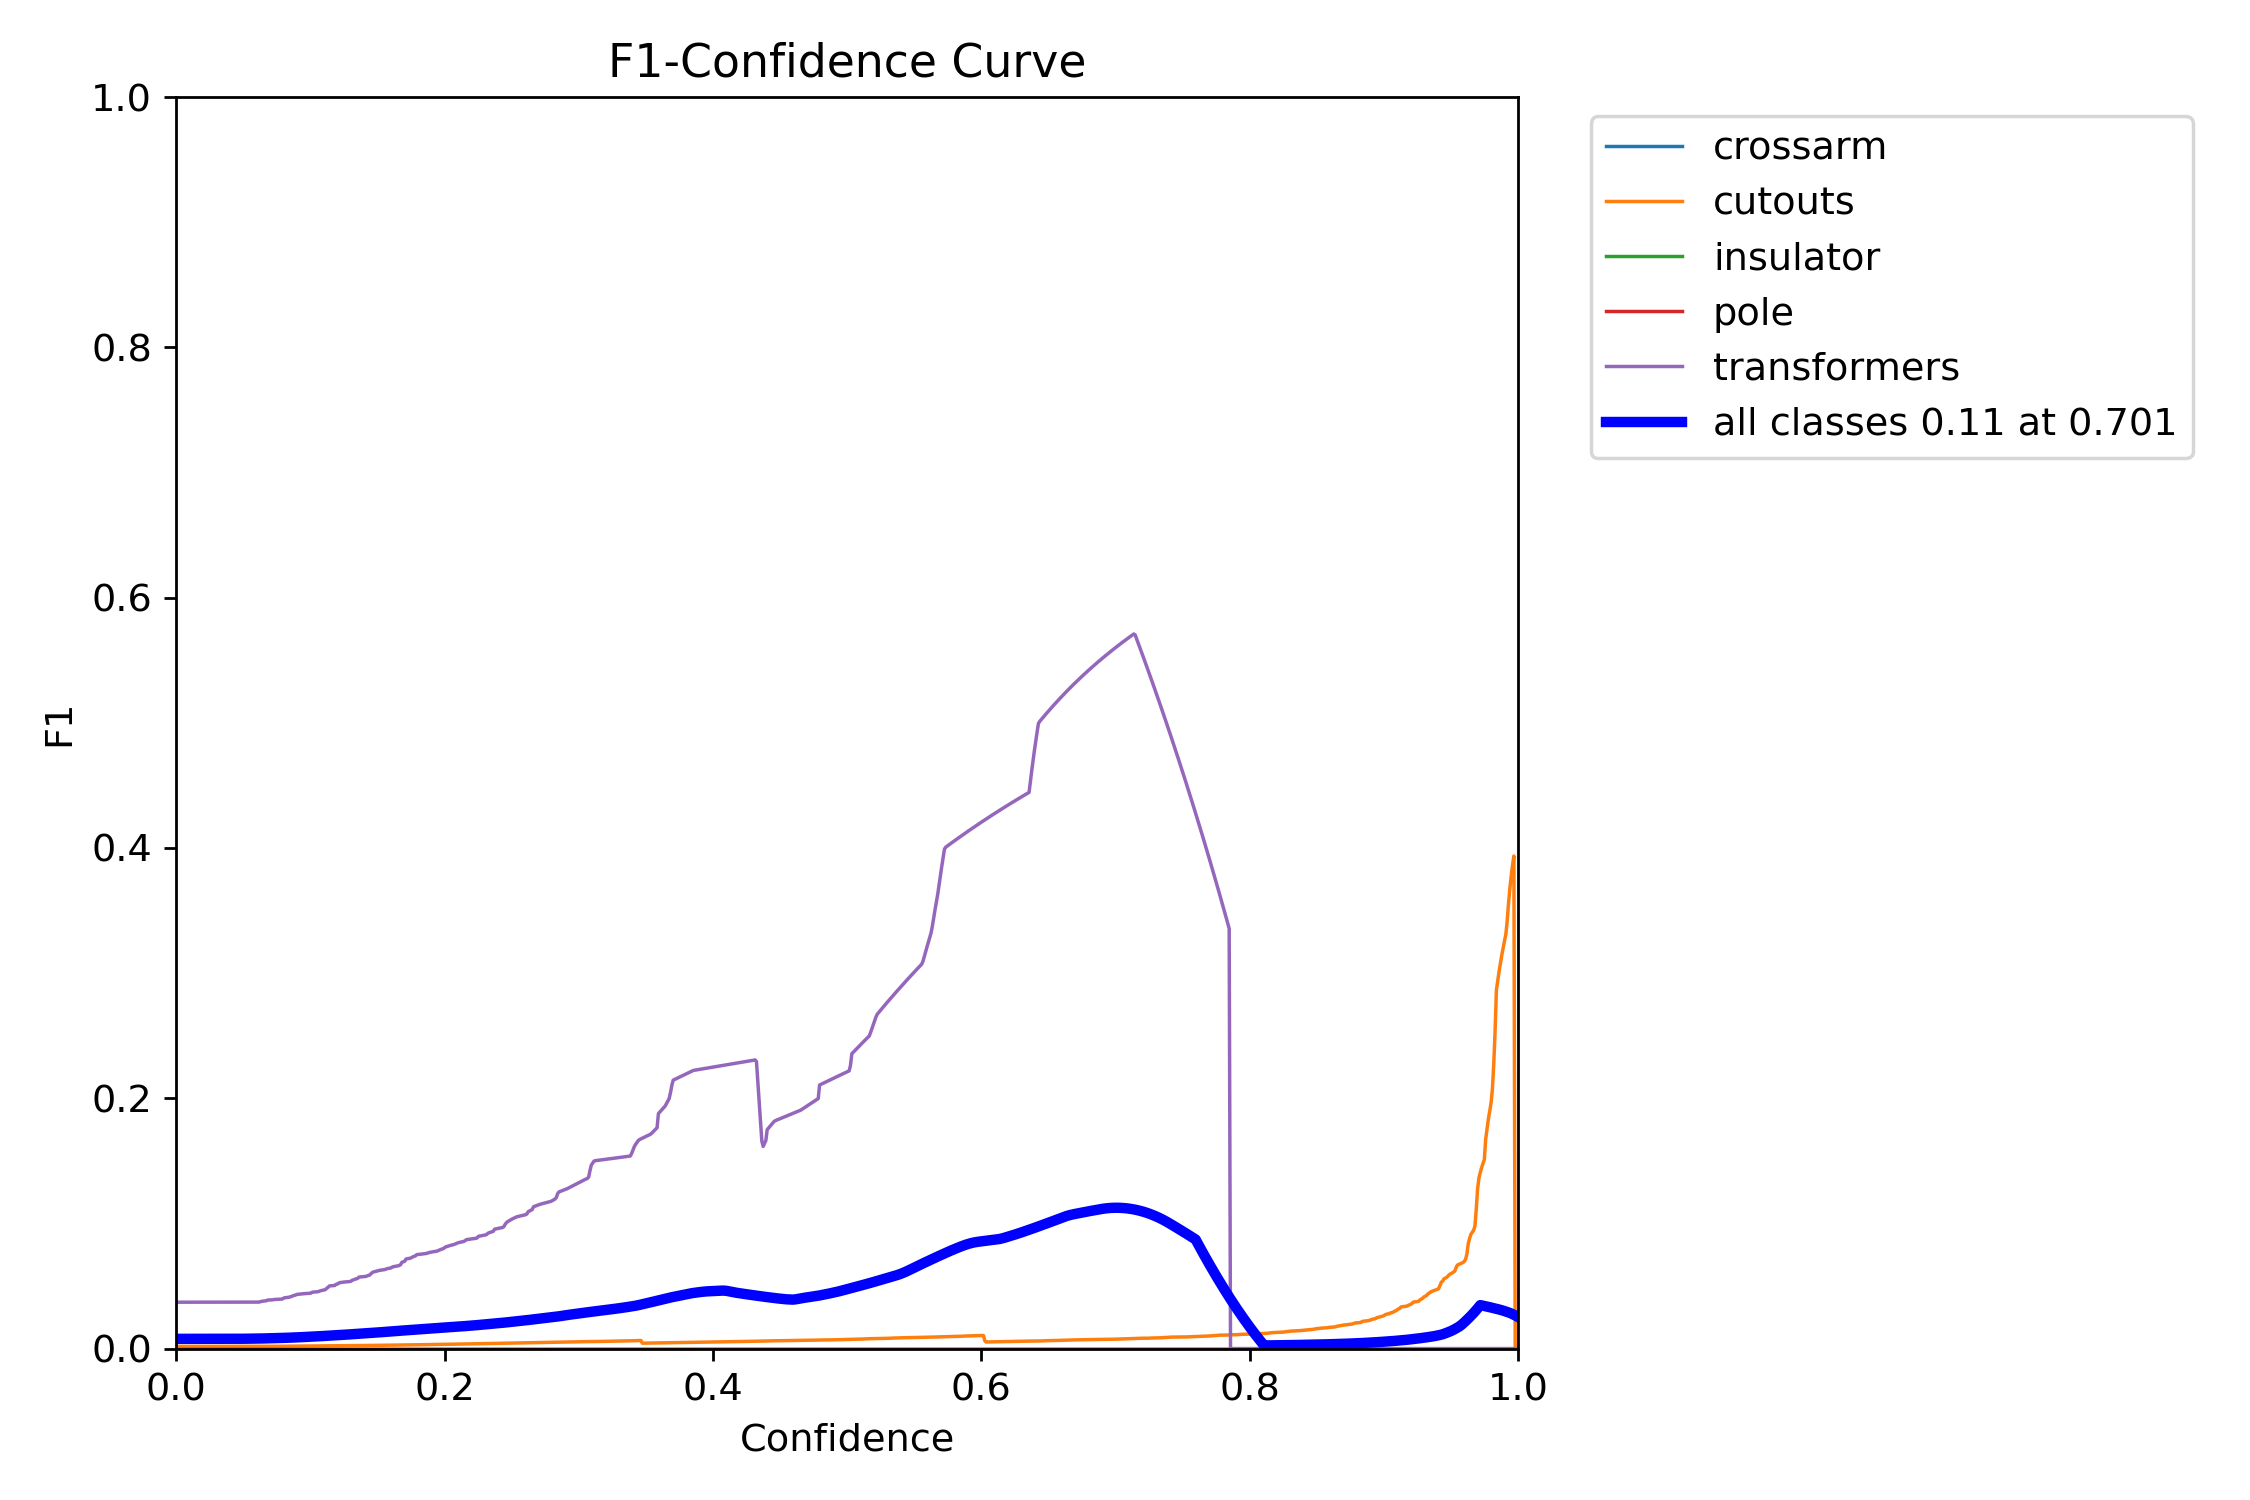 F1-Confidence Curve
1.0
0.8
0.6
0.4
0.2
0.0
F1
0.0 0.2 0.4 0.6 0.8 1.0
Confidence
crossarm
cutouts
insulator
pole
transformers
all classes 0.11 at 0.701